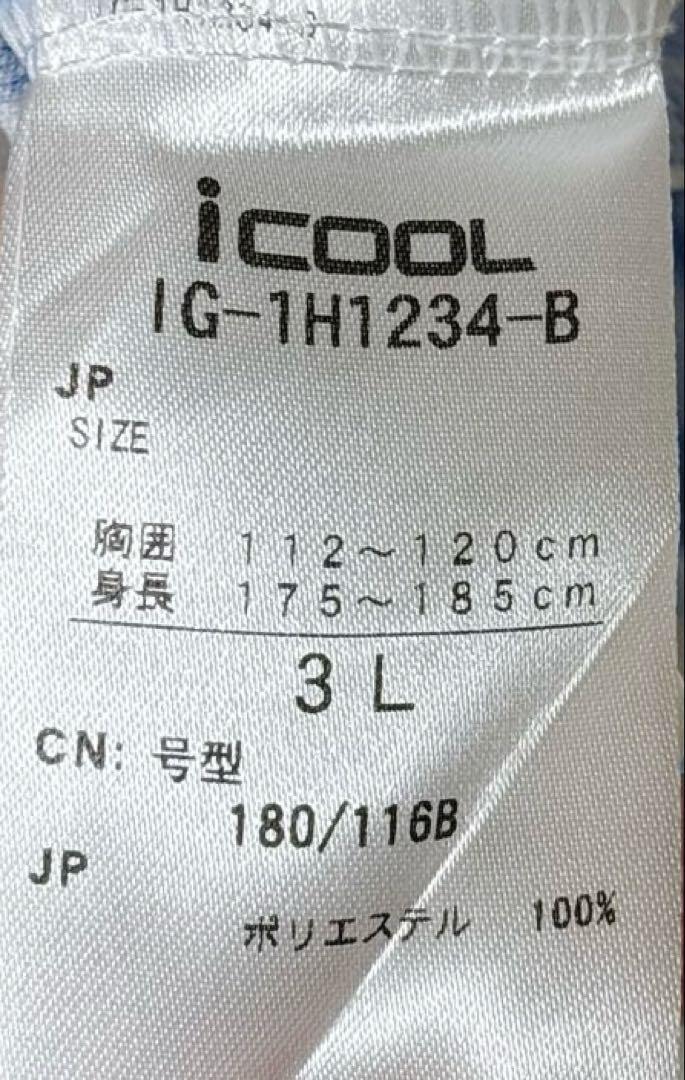 iCOOL
IG-1H1234-B
JP
SIZE
胸囲 112~120cm
身長 175~185cm
3L
CN: 号型
180/116B
JP
ポリエステル 100%